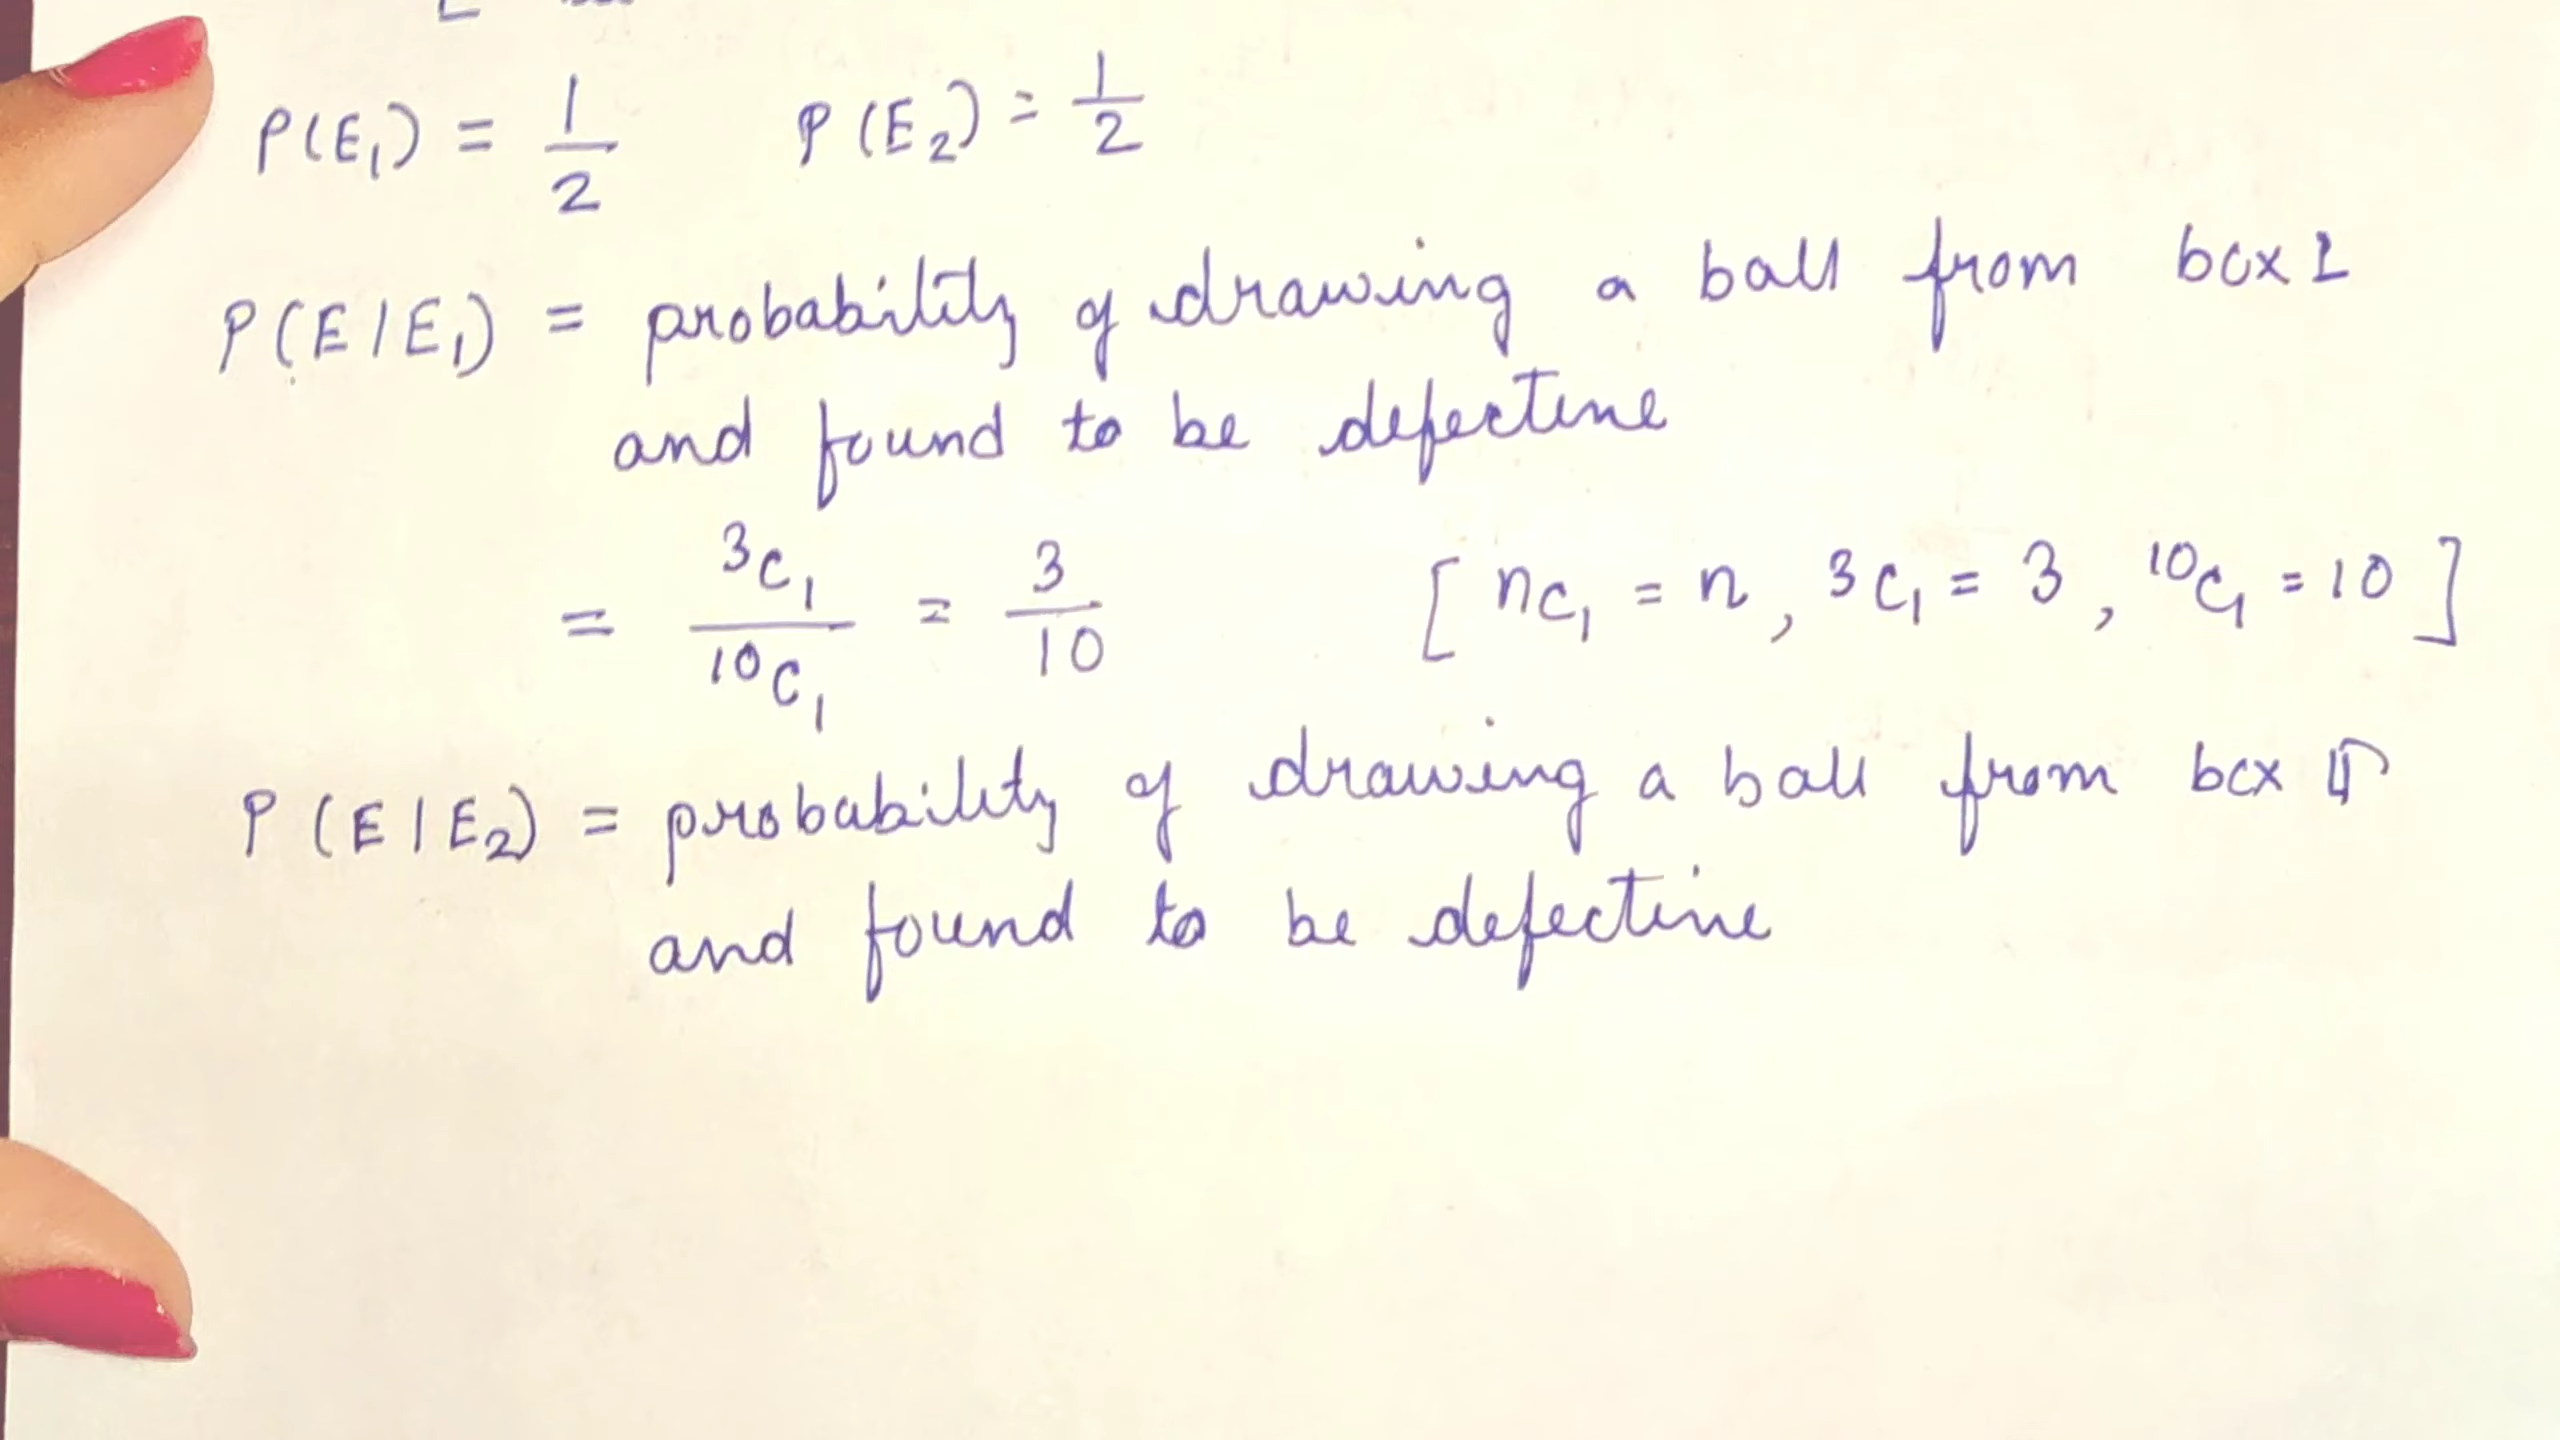 P(E₁) = 1/2 P(E₂) = 1/2
P(E/E₁) = probability of drawing a ball from box I
and found to be defective
= ³C₁/¹⁰C₁ = 3/10 [ nC₁ = n, ³C₁ = 3, ¹⁰C₁ = 10 ]
P(E/E₂) = probability of drawing a ball from box II
and found to be defective